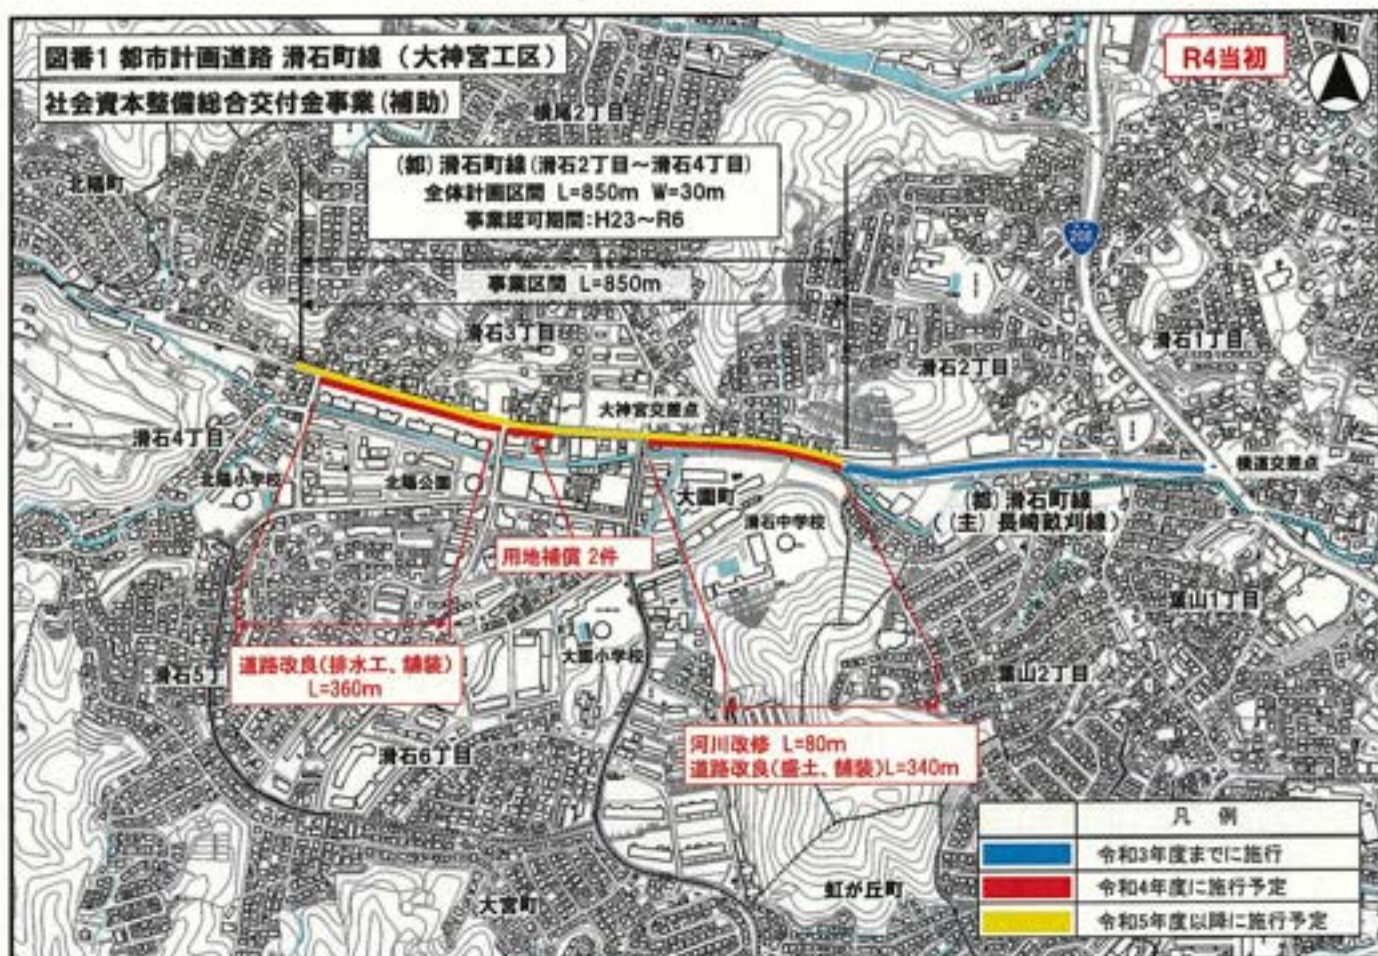 図番1 都市計画道路 滑石町線 (大神宮工区)
社会資本整備総合交付金事業(補助)
R4当初
N
横尾2丁目
北陽町
(都)滑石町線(滑石2丁目～滑石4丁目)
全体計画区間 L=850m W=30m
事業認可期間:H23～R6
206
事業区間 L=850m
滑石3丁目
滑石1丁目
滑石2丁目
大神宮交差点
滑石4丁目
横道交差点
北陽小学校
北陽公園
大園町
滑石中学校
(都)滑石町線
((主)長崎畝刈線)
用地補償 2件
葉山1丁目
大園小学校
道路改良(排水工、舗装)
L=360m
滑石5丁
葉山2丁目
河川改修 L=80m
道路改良(盛土、舗装)L=340m
滑石6丁目
大宮町
虹が丘町
凡 例
令和3年度までに施行
令和4年度に施行予定
令和5年度以降に施行予定